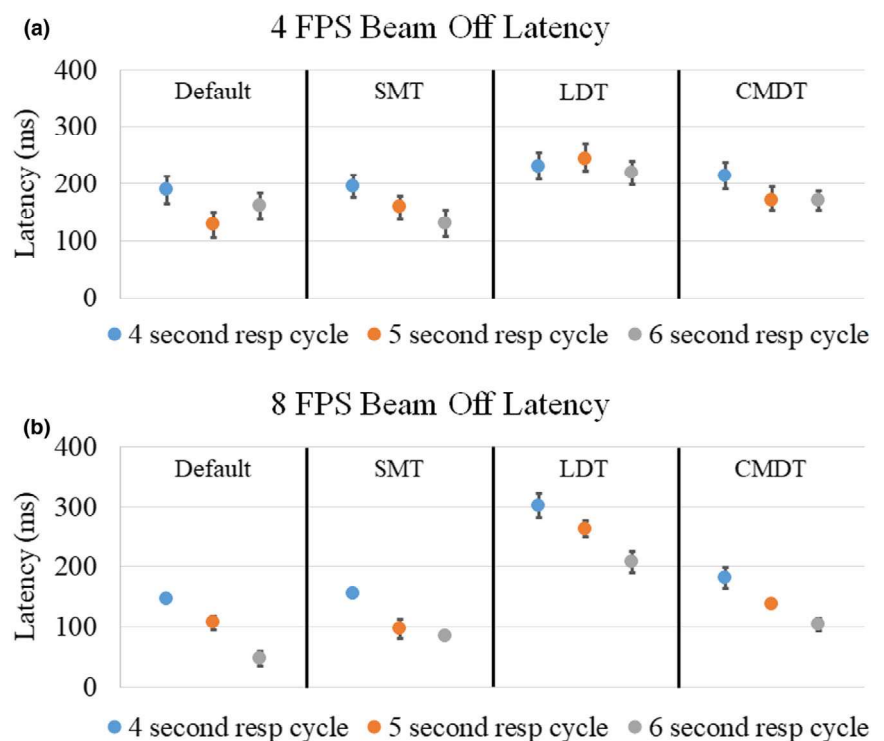 (a)
4 FPS Beam Off Latency
400
300
200
100
0
Latency (ms)
Default SMT LDT CMDT
4 second resp cycle 5 second resp cycle 6 second resp cycle
(b)
8 FPS Beam Off Latency
400
300
200
100
0
Latency (ms)
Default SMT LDT CMDT
4 second resp cycle 5 second resp cycle 6 second resp cycle